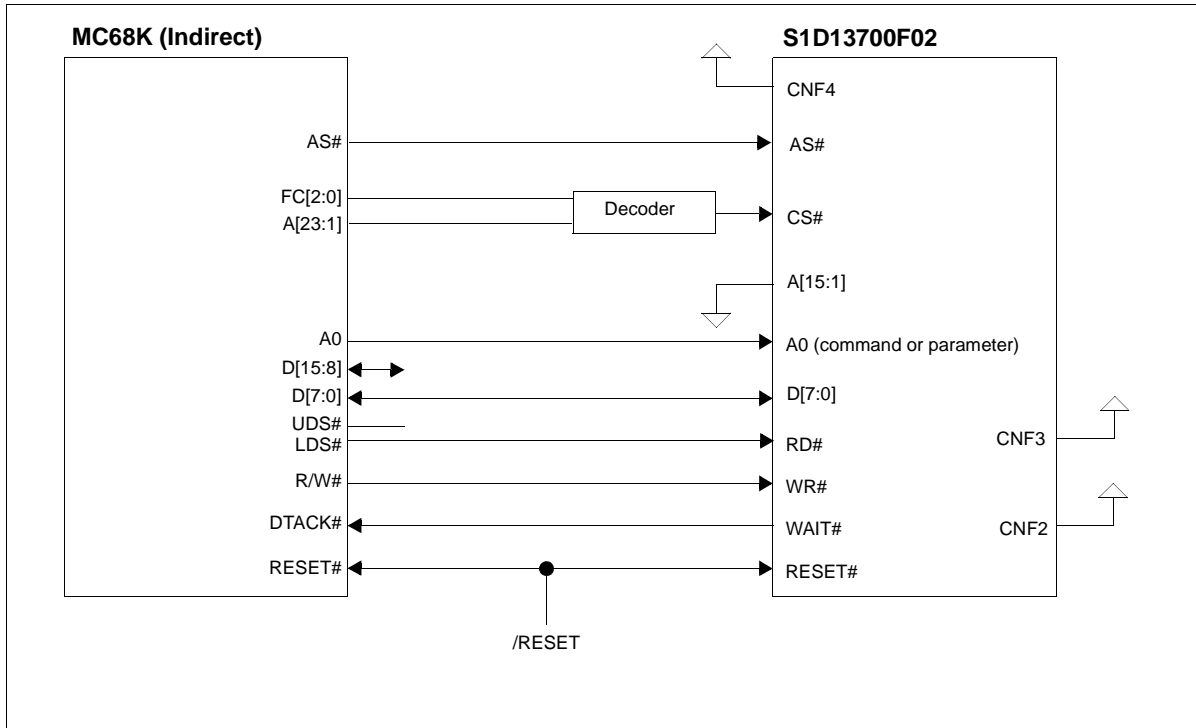 MC68K (Indirect)
S1D13700F02
CNF4
AS#
AS#
FC[2:0]
A[23:1]
Decoder
CS#
A[15:1]
A0
A0 (command or parameter)
D[15:8]
D[7:0]
D[7:0]
UDS#
LDS#
RD#
CNF3
R/W#
WR#
DTACK#
WAIT#
CNF2
RESET#
RESET#
/RESET